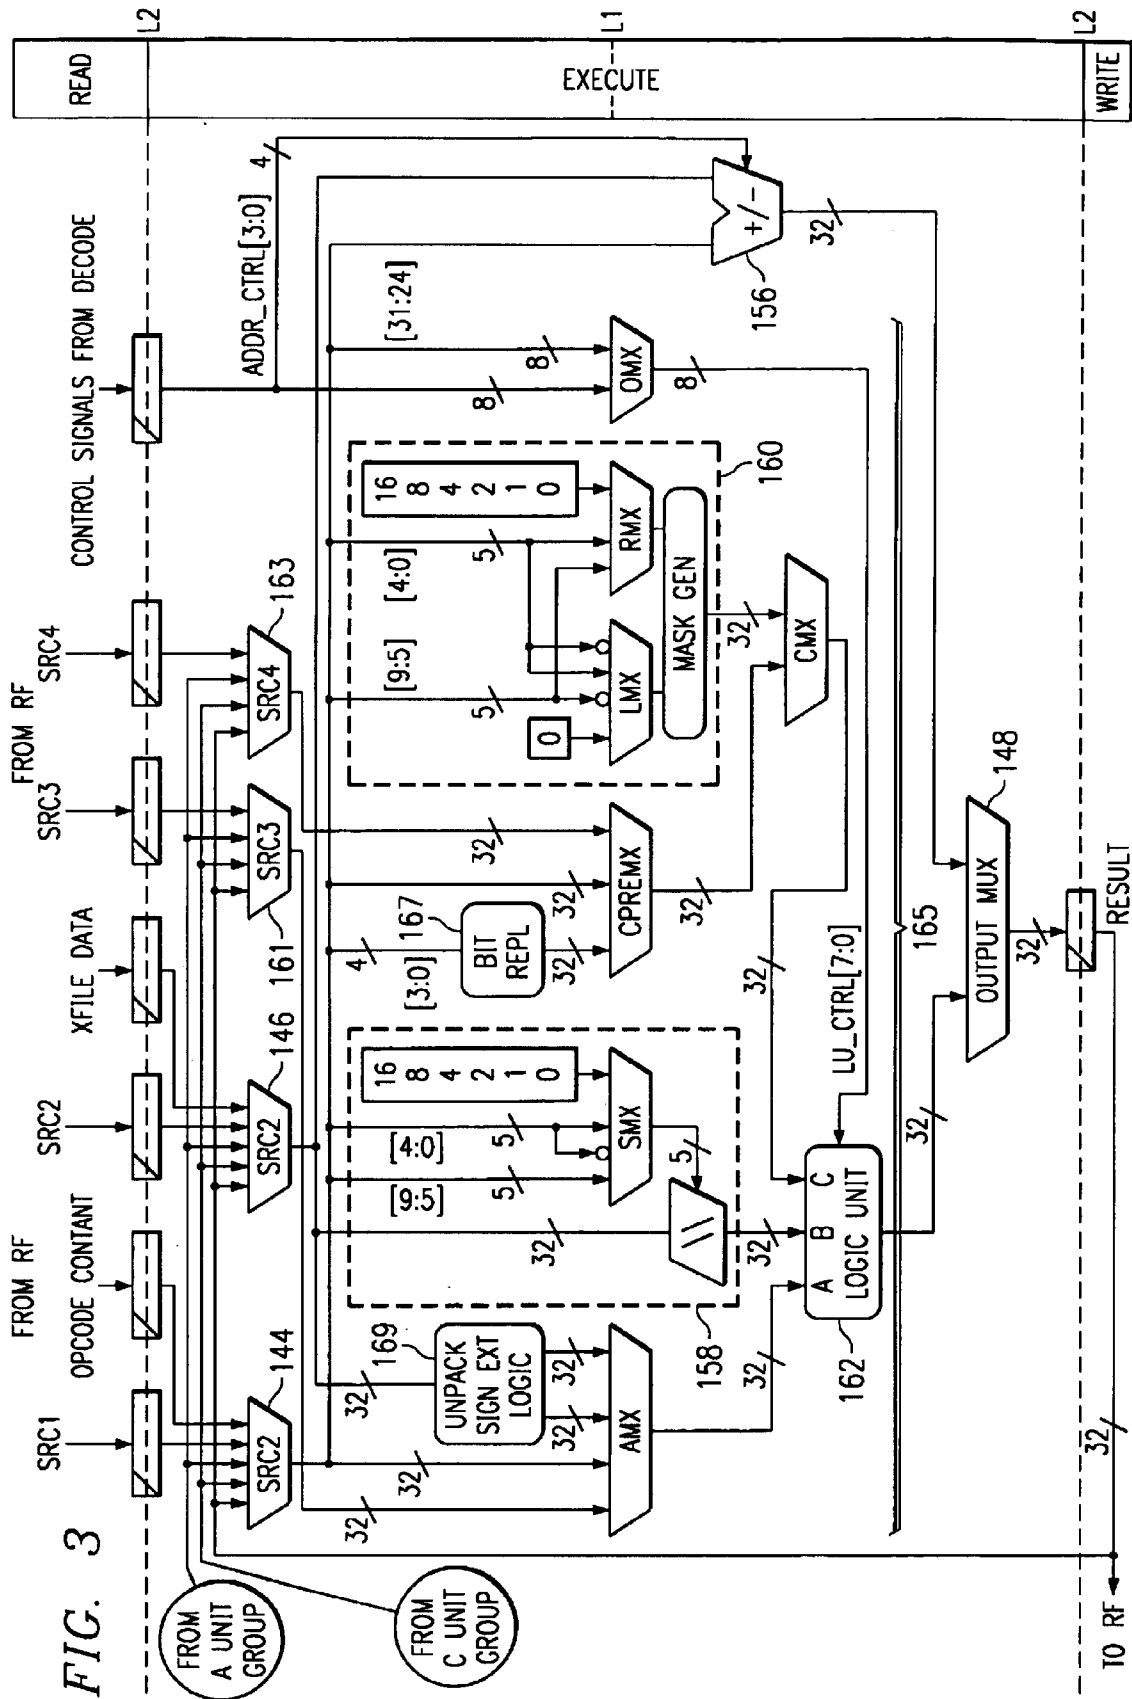 FIG. 3
FROM RF
FROM RF
SRC1
OPCODE CONTANT
SRC2
XFILE DATA
SRC3
SRC4
CONTROL SIGNALS FROM DECODE
READ
L2
FROM
A UNIT
GROUP
FROM
C UNIT
GROUP
SRC2
144
SRC2
146
SRC3
161
SRC4
163
ADDR_CTRL[3:0]
4
32
32
32
UNPACK
SIGN EXT
LOGIC
169
32
32
AMX
32
[9:5]
[4:0]
5
5
16
8
4
2
1
0
SMX
5
32
//
32
158
4
[3:0]
BIT
REPL
167
32
32
32
CPREMX
32
[9:5]
[4:0]
5
5
0
16
8
4
2
1
0
LMX
RMX
MASK GEN
160
32
CMX
32
[31:24]
8
8
OMX
8
+/-
156
32
EXECUTE
L1
A B C
LOGIC UNIT
162
LU_CTRL[7:0]
165
32
OUTPUT MUX
148
32
RESULT
32
TO RF
WRITE
L2